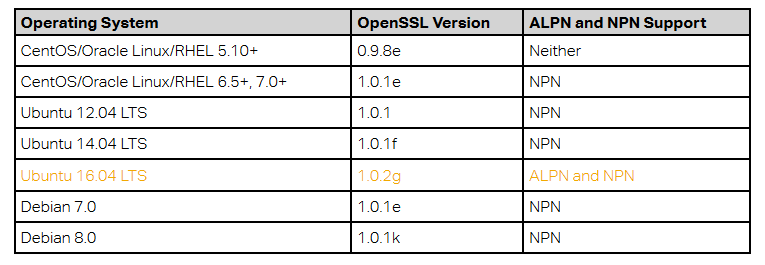 Operating System OpenSSL Version ALPN and NPN Support
CentOS/Oracle Linux/RHEL 5.10+ 0.9.8e Neither
CentOS/Oracle Linux/RHEL 6.5+, 7.0+ 1.0.1e NPN
Ubuntu 12.04 LTS 1.0.1 NPN
Ubuntu 14.04 LTS 1.0.1f NPN
Ubuntu 16.04 LTS 1.0.2g ALPN and NPN
Debian 7.0 1.0.1e NPN
Debian 8.0 1.0.1k NPN